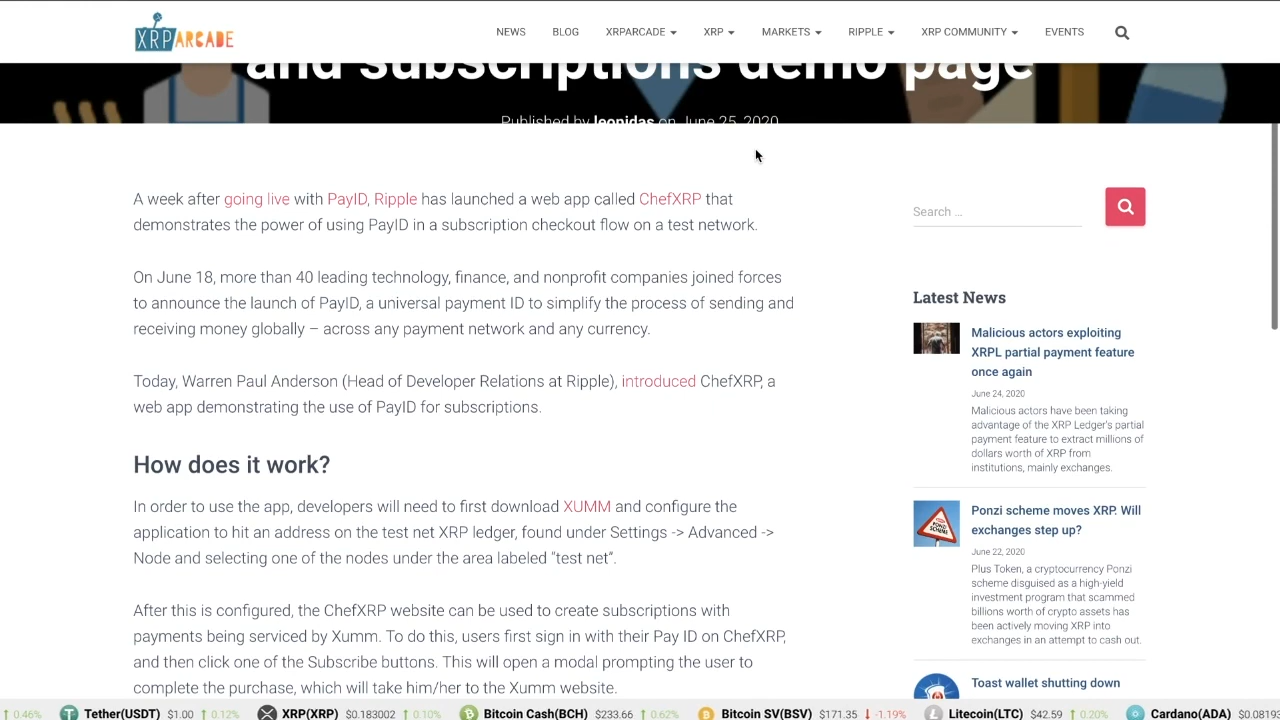 XRPARCADE
NEWS BLOG XRPARCADE XRP MARKETS RIPPLE XRP COMMUNITY EVENTS
and subscriptions demo page
Published by leonidas on June 25, 2020
A week after going live with PayID, Ripple has launched a web app called ChefXRP that
demonstrates the power of using PayID in a subscription checkout flow on a test network.
On June 18, more than 40 leading technology, finance, and nonprofit companies joined forces
to announce the launch of PayID, a universal payment ID to simplify the process of sending and
receiving money globally – across any payment network and any currency.
Today, Warren Paul Anderson (Head of Developer Relations at Ripple), introduced ChefXRP, a
web app demonstrating the use of PayID for subscriptions.
How does it work?
In order to use the app, developers will need to first download XUMM and configure the
application to hit an address on the test net XRP ledger, found under Settings -> Advanced ->
Node and selecting one of the nodes under the area labeled “test net”.
After this is configured, the ChefXRP website can be used to create subscriptions with
payments being serviced by Xumm. To do this, users first sign in with their Pay ID on ChefXRP,
and then click one of the Subscribe buttons. This will open a modal prompting the user to
complete the purchase, which will take him/her to the Xumm website.
Search …
Latest News
Malicious actors exploiting
XRPL partial payment feature
once again
June 24, 2020
Malicious actors have been taking
advantage of the XRP Ledger's partial
payment feature to extract millions of
dollars worth of XRP from
institutions, mainly exchanges.
PONZI SCHEME
Ponzi scheme moves XRP. Will
exchanges step up?
June 22, 2020
Plus Token, a cryptocurrency Ponzi
scheme disguised as a high-yield
investment program that scammed
billions worth of crypto assets has
been actively moving XRP into
exchanges in an attempt to cash out.
Toast wallet shutting down
↑ 0.46% Tether(USDT) $1.00 ↑ 0.12% XRP(XRP) $0.183002 ↑ 0.10% Bitcoin Cash(BCH) $233.66 ↑ 0.62% Bitcoin SV(BSV) $171.35 ↓ -1.19% Litecoin(LTC) $42.59 ↑ 0.20% Cardano(ADA) $0.0819